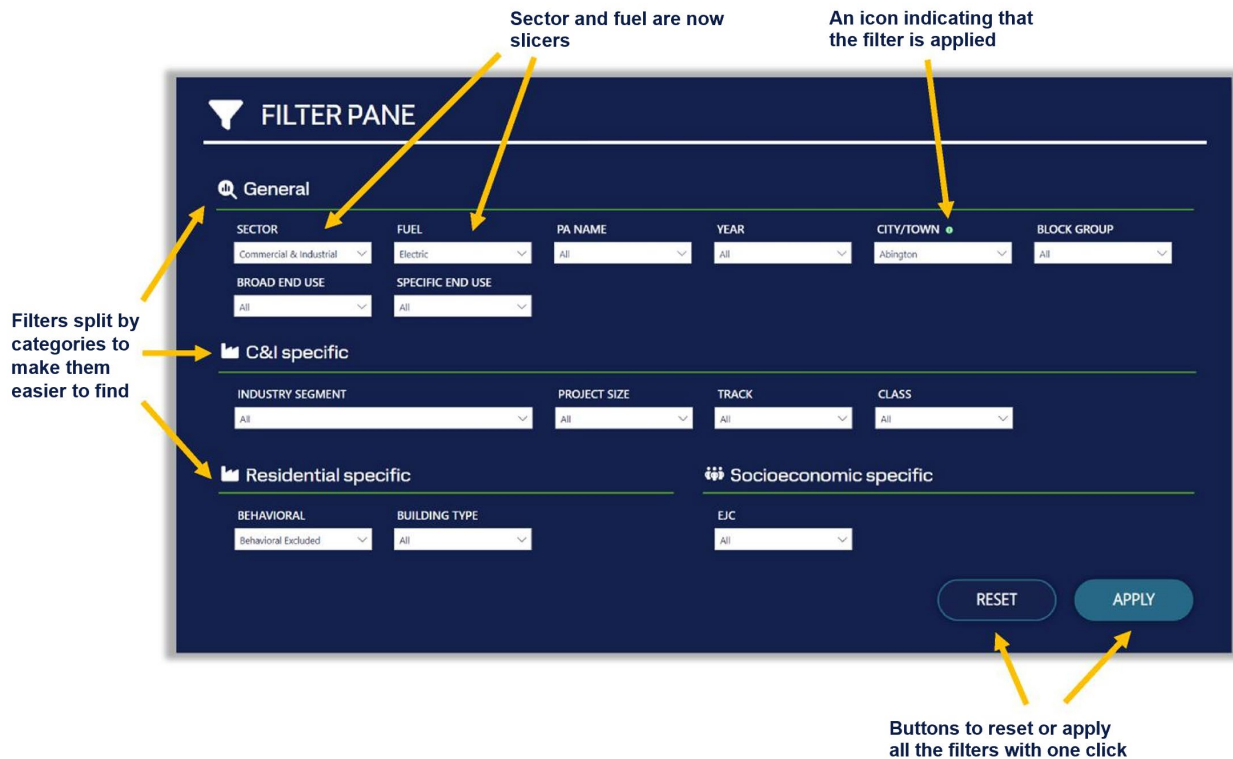 Sector and fuel are now
slicers
An icon indicating that
the filter is applied
FILTER PANE
General
SECTOR
FUEL
PA NAME
YEAR
CITY/TOWN
BLOCK GROUP
Commercial & Industrial
Electric
All
All
Abington
All
BROAD END USE
SPECIFIC END USE
All
All
Filters split by
categories to
make them
easier to find
C&I specific
INDUSTRY SEGMENT
PROJECT SIZE
TRACK
CLASS
All
All
All
All
Residential specific
BEHAVIORAL
BUILDING TYPE
Behavioral Excluded
All
Socioeconomic specific
EJC
All
RESET
APPLY
Buttons to reset or apply
all the filters with one click